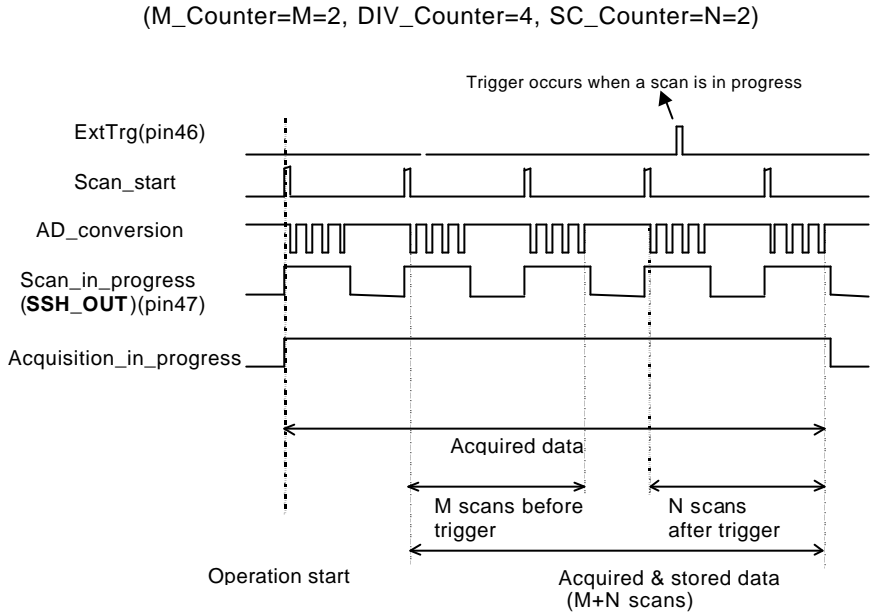 (M_Counter=M=2, DIV_Counter=4, SC_Counter=N=2)
Trigger occurs when a scan is in progress
ExtTrg(pin46)
Scan_start
AD_conversion
Scan_in_progress
(SSH_OUT)(pin47)
Acquisition_in_progress
Acquired data
M scans before
trigger
N scans
after trigger
Operation start
Acquired & stored data
(M+N scans)